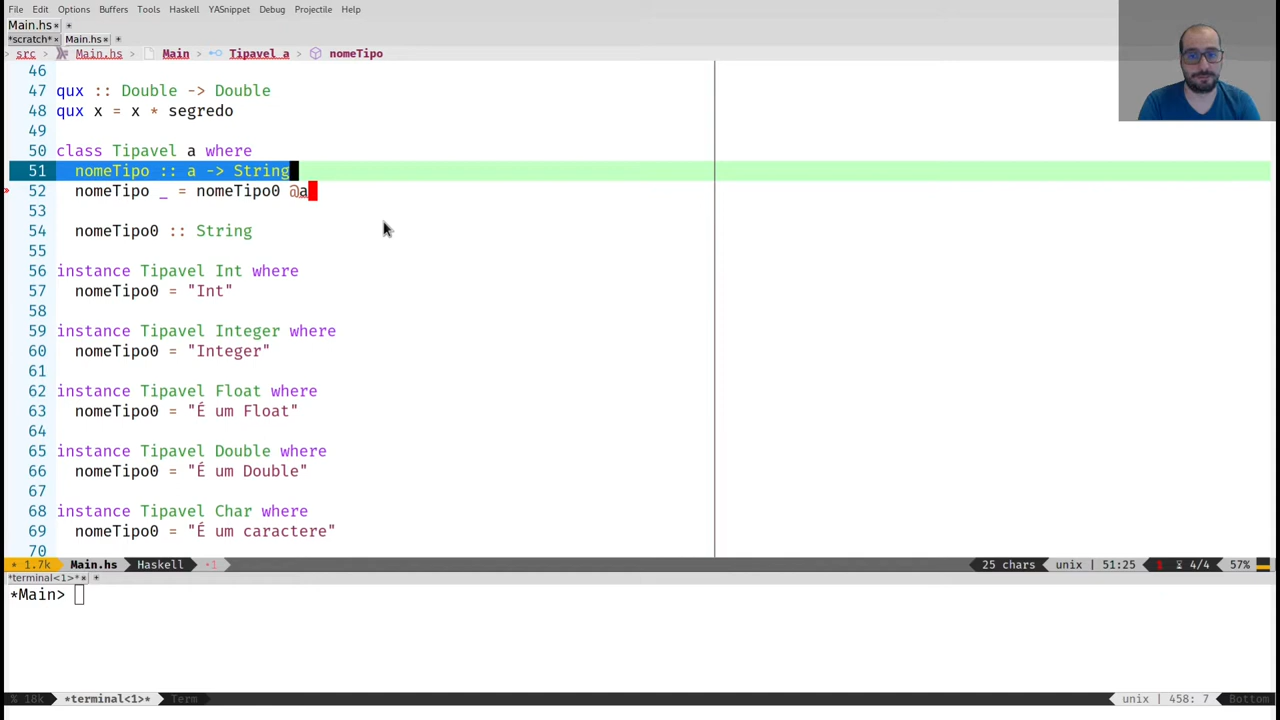 File Edit Options Buffers Tools Haskell YASnippet Debug Projectile Help
Main.hs × +
*scratch* × Main.hs × +
> src > Main.hs > Main > Tipavel a > nomeTipo
46
47 qux :: Double -> Double
48 qux x = x * segredo
49
50 class Tipavel a where
51 nomeTipo :: a -> String
52 nomeTipo _ = nomeTipo0 @a
53
54 nomeTipo0 :: String
55
56 instance Tipavel Int where
57 nomeTipo0 = "Int"
58
59 instance Tipavel Integer where
60 nomeTipo0 = "Integer"
61
62 instance Tipavel Float where
63 nomeTipo0 = "É um Float"
64
65 instance Tipavel Double where
66 nomeTipo0 = "É um Double"
67
68 instance Tipavel Char where
69 nomeTipo0 = "É um caractere"
70
* 1.7k Main.hs Haskell •1 25 chars unix | 51:25 4/4 57%
*terminal<1>* × +
*Main>
% 18k *terminal<1>* Term unix | 458: 7 Bottom